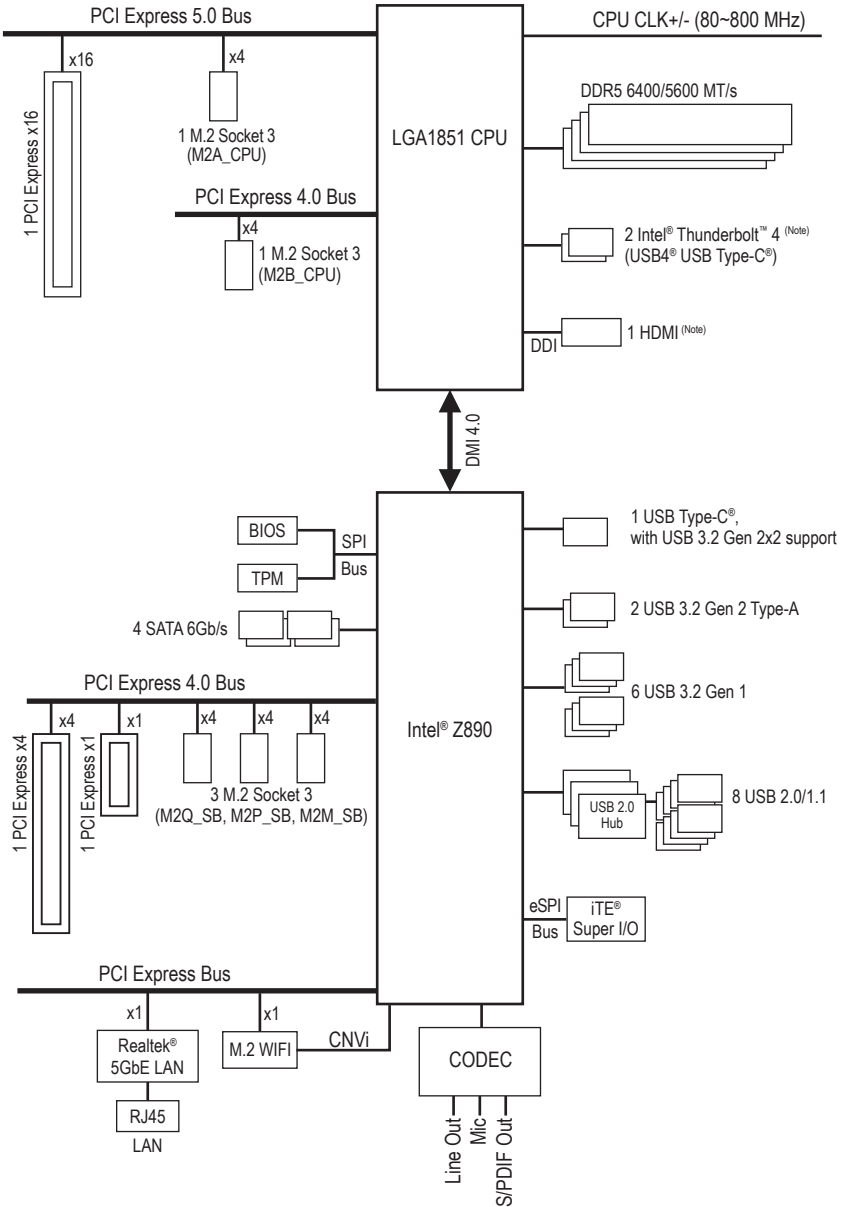 PCI Express 5.0 Bus
CPU CLK+/- (80~800 MHz)
x16
x4
1 PCI Express x16
1 M.2 Socket 3
(M2A_CPU)
LGA1851 CPU
DDR5 6400/5600 MT/s
PCI Express 4.0 Bus
x4
1 M.2 Socket 3
(M2B_CPU)
2 Intel® Thunderbolt™ 4 (Note)
(USB4® USB Type-C®)
DDI
1 HDMI (Note)
DMI 4.0
BIOS
TPM
SPI
Bus
1 USB Type-C®,
with USB 3.2 Gen 2x2 support
4 SATA 6Gb/s
2 USB 3.2 Gen 2 Type-A
PCI Express 4.0 Bus
x4
x1
x4
x4
x4
1 PCI Express x4
1 PCI Express x1
3 M.2 Socket 3
(M2Q_SB, M2P_SB, M2M_SB)
Intel® Z890
6 USB 3.2 Gen 1
USB 2.0
Hub
8 USB 2.0/1.1
eSPI
Bus
iTE®
Super I/O
PCI Express Bus
x1
x1
Realtek®
5GbE LAN
M.2 WIFI
CNVi
CODEC
RJ45
LAN
Line Out
Mic
S/PDIF Out